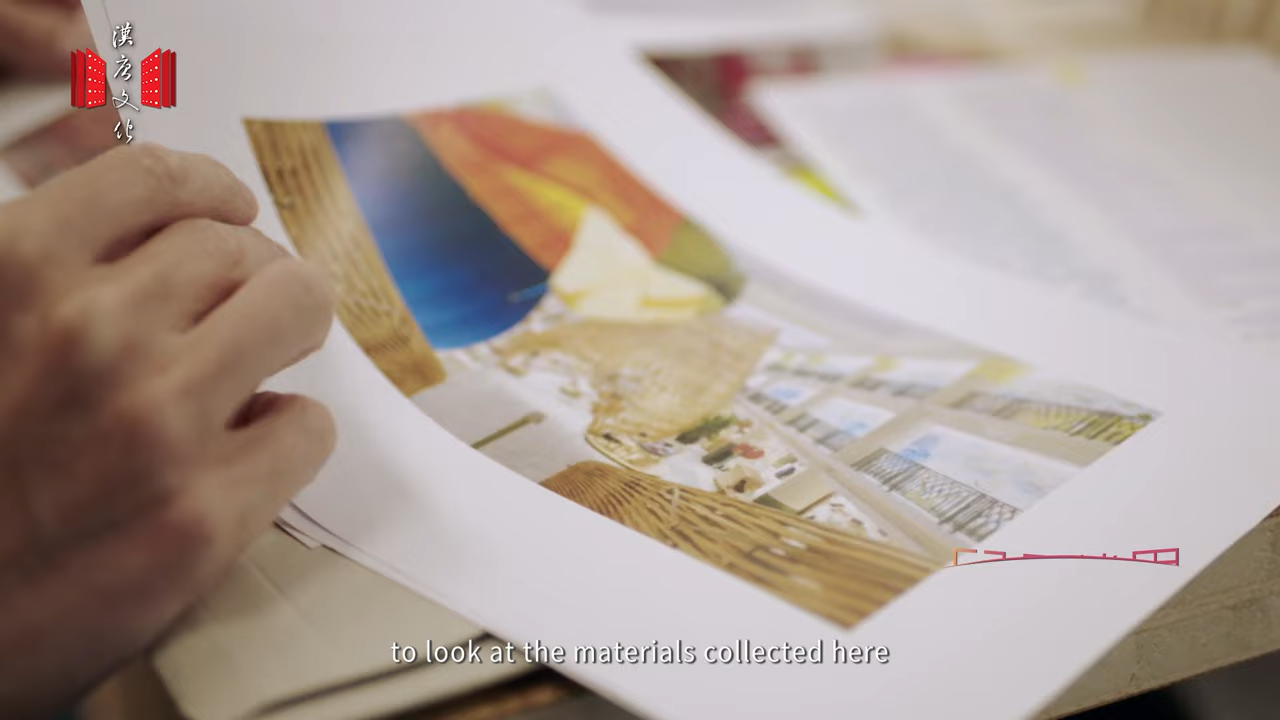 漢唐文化
to look at the materials collected here